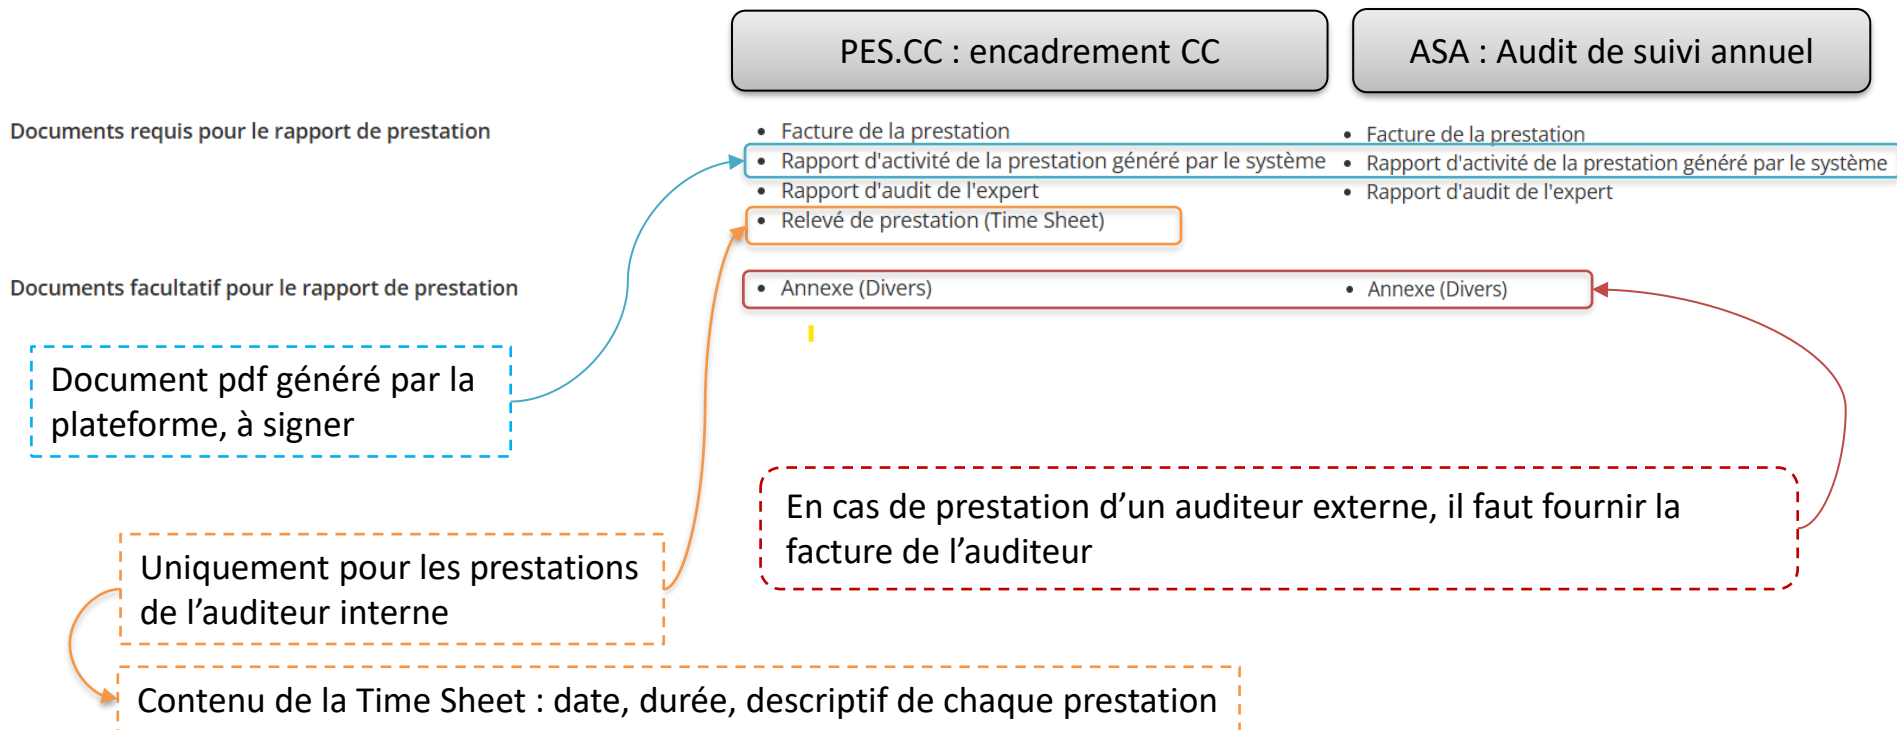 PES.CC : encadrement CC
ASA : Audit de suivi annuel
Documents requis pour le rapport de prestation
• Facture de la prestation
• Rapport d'activité de la prestation généré par le système
• Rapport d'audit de l'expert
• Relevé de prestation (Time Sheet)
• Facture de la prestation
• Rapport d'activité de la prestation généré par le système
• Rapport d'audit de l'expert
Documents facultatif pour le rapport de prestation
• Annexe (Divers)
• Annexe (Divers)
Document pdf généré par la
plateforme, à signer
En cas de prestation d’un auditeur externe, il faut fournir la
facture de l’auditeur
Uniquement pour les prestations
de l’auditeur interne
Contenu de la Time Sheet : date, durée, descriptif de chaque prestation